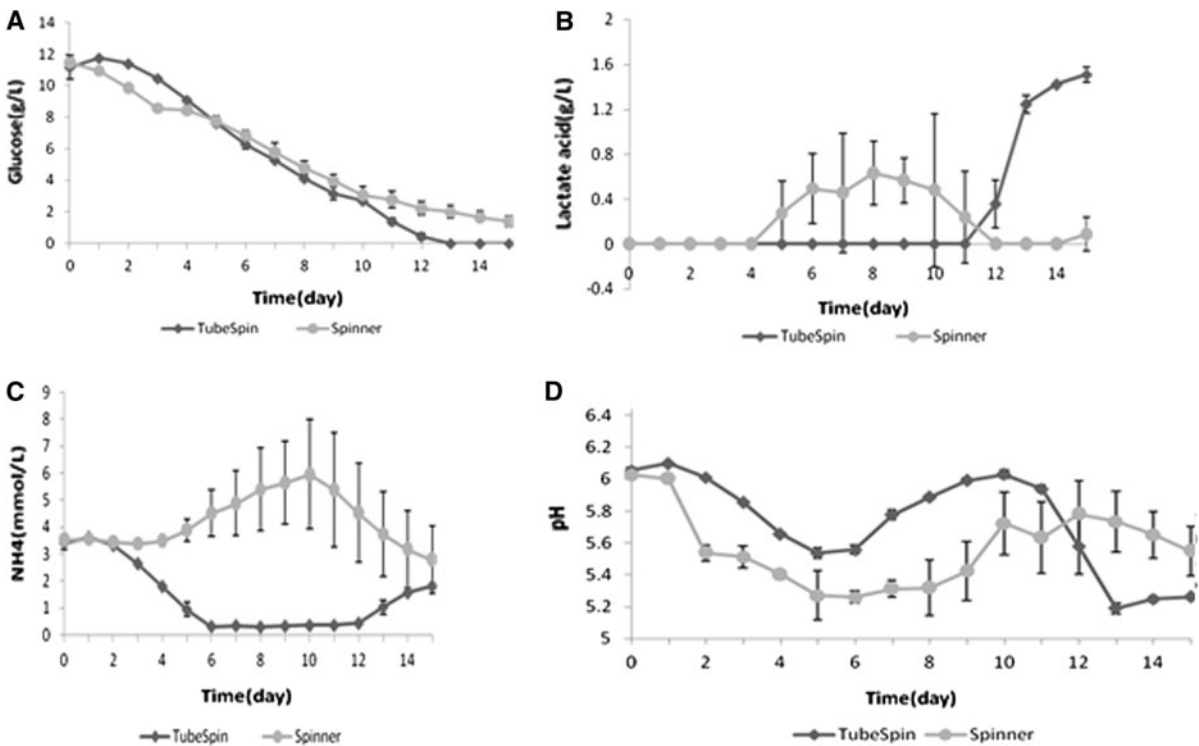 A
14
12
10
8
6
4
2
0
Glucose(g/L)
0 2 4 6 8 10 12 14
Time(day)
TubeSpin Spinner
B
2
1.6
1.2
0.8
0.4
0
-0.4
Lactate acid(g/L)
0 2 4 6 8 10 12 14
Time(day)
TubeSpin Spinner
C
9
8
7
6
5
4
3
2
1
0
NH4(mmol/L)
0 2 4 6 8 10 12 14
Time(day)
TubeSpin Spinner
D
6.4
6.2
6
5.8
5.6
5.4
5.2
5
pH
0 2 4 6 8 10 12 14
Time(day)
TubeSpin Spinner